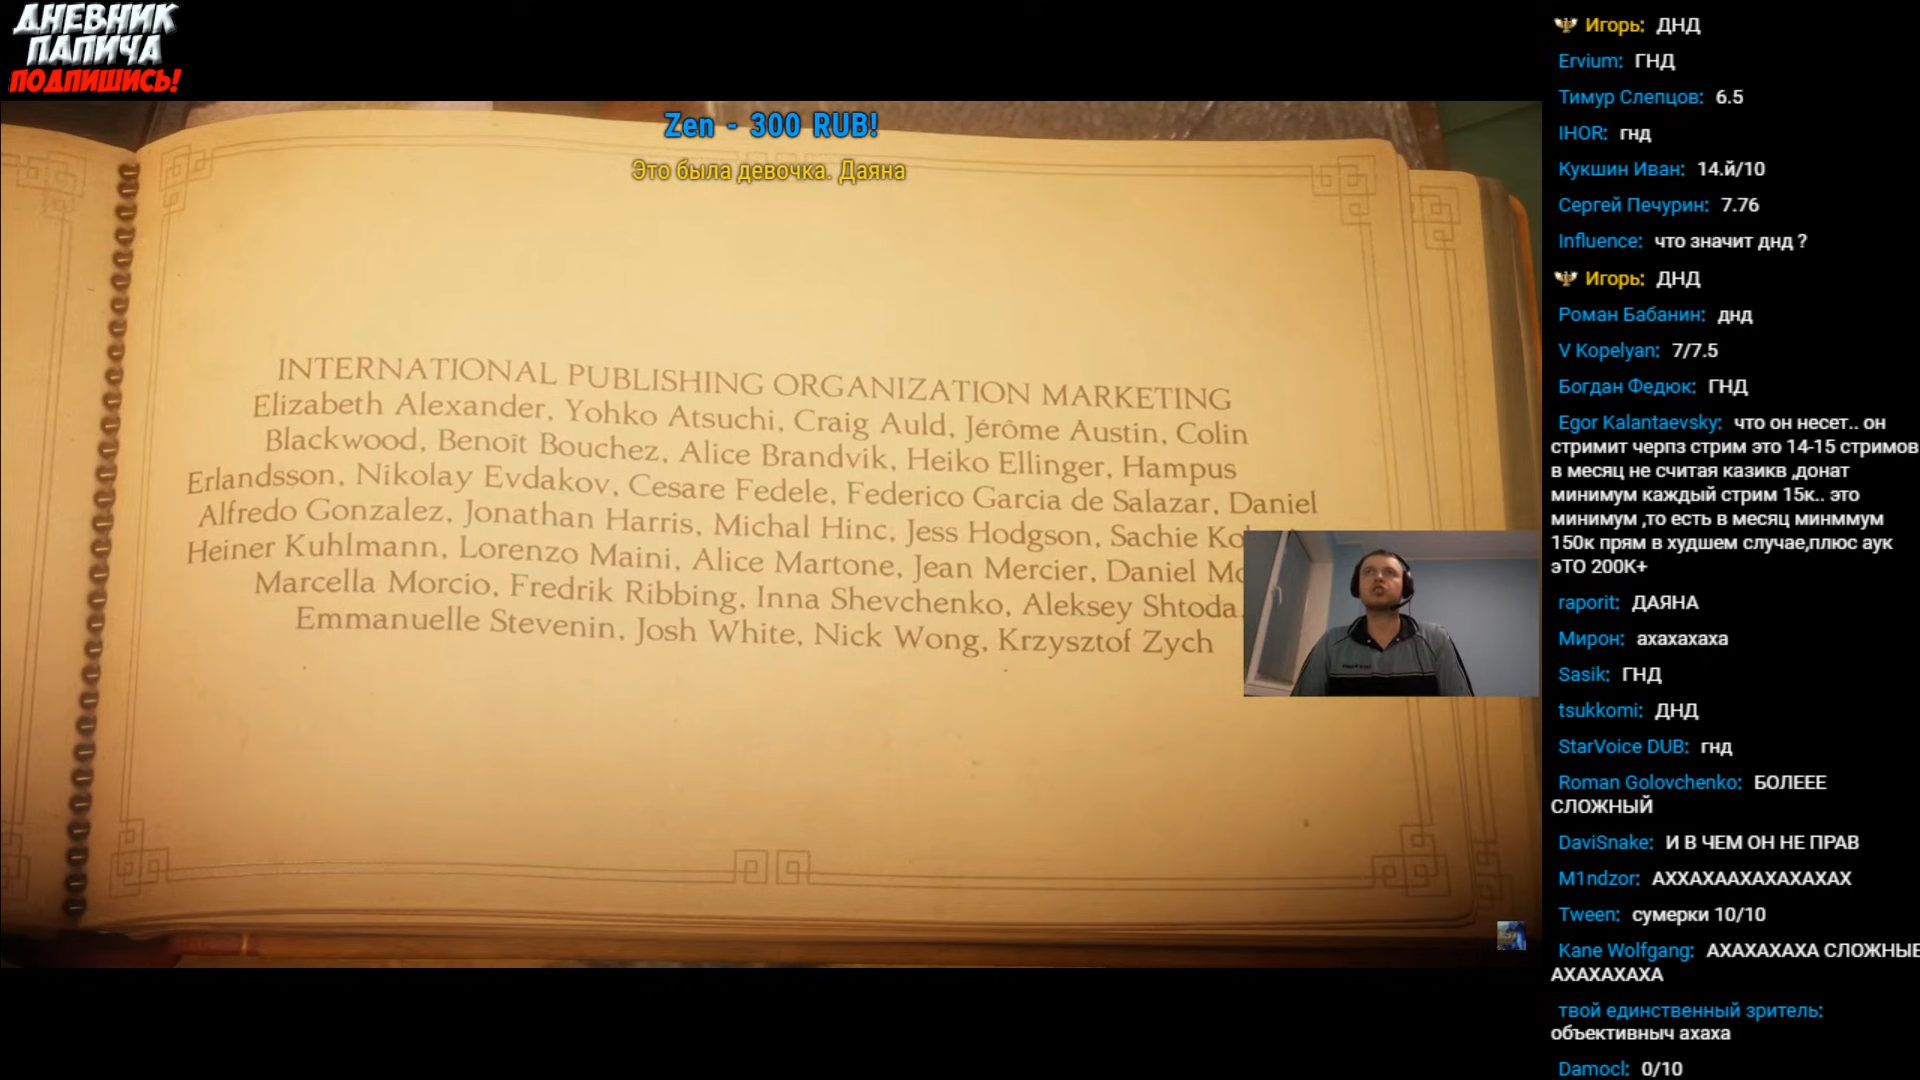 ДНЕВНИК
ПАПИЧА
ПОДПИШИСЬ!
Zen - 300 RUB!
Это была девочка. Даяна
INTERNATIONAL PUBLISHING ORGANIZATION MARKETING
Elizabeth Alexander, Yohko Atsuchi, Craig Auld, Jérôme Austin, Colin
Blackwood, Benoît Bouchez, Alice Brandvik, Heiko Ellinger, Hampus
Erlandsson, Nikolay Evdakov, Cesare Fedele, Federico Garcia de Salazar, Daniel
Alfredo Gonzalez, Jonathan Harris, Michal Hinc, Jess Hodgson, Sachie
Heiner Kuhlmann, Lorenzo Maini, Alice Martone, Jean Mercier, Daniel
Marcella Morcio, Fredrik Ribbing, Inna Shevchenko, Aleksey Shtoda,
Emmanuelle Stevenin, Josh White, Nick Wong, Krzysztof Zych
Игорь: ДНД
Ervium: ГНД
Тимур Слепцов: 6.5
IHOR: гнд
Кукшин Иван: 14.й/10
Сергей Печурин: 7.76
Influence: что значит днд ?
Игорь: ДНД
Роман Бабанин: днд
V Kopelyan: 7/7.5
Богдан Федюк: ГНД
Egor Kalantaevsky: что он несет.. он
стримит черпз стрим это 14-15 стримов
в месяц не считая казикв ,донат
минимум каждый стрим 15к.. это
минимум ,то есть в месяц минммум
150к прям в худшем случае,плюс аук
эТО 200К+
raporit: ДАЯНА
Мирон: ахахахаха
Sasik: ГНД
tsukkomi: ДНД
StarVoice DUB: гнд
Roman Golovchenko: БОЛЕЕЕ
СЛОЖНЫЙ
DaviSnake: И В ЧЕМ ОН НЕ ПРАВ
M1ndzor: АХХАХААХАХАХАХАХ
Tween: сумерки 10/10
Kane Wolfgang: АХАХАХАХА СЛОЖНЫЕ
АХАХАХАХА
твой единственный зритель:
объективныч ахаха
Damocl: 0/10